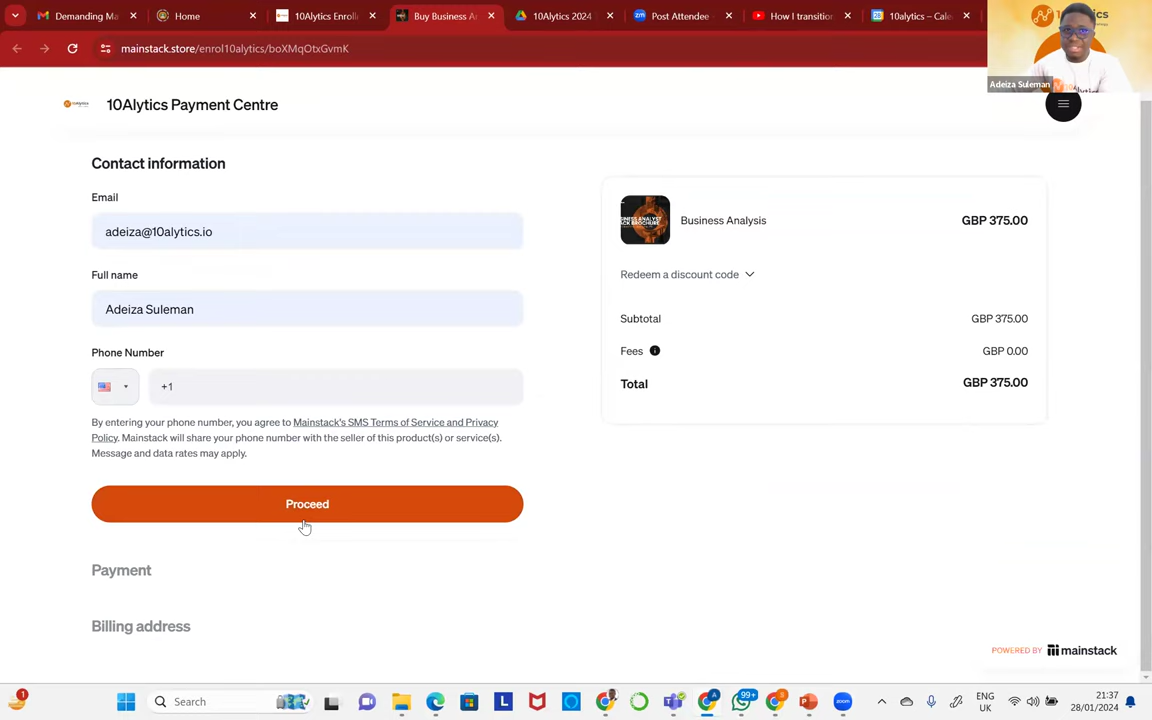 Demanding Ma
Home
10Alytics Enroll
Buy Business A
10Alytics 2024
Post Attendee
How I transition
10alytics – Cale
mainstack.store/enrol10alytics/boXMqOtxGvmK
Adeiza Suleman
10Alytics Payment Centre
Contact information
Email
adeiza@10alytics.io
Full name
Adeiza Suleman
Phone Number
+1
By entering your phone number, you agree to Mainstack's SMS Terms of Service and Privacy
Policy. Mainstack will share your phone number with the seller of this product(s) or service(s).
Message and data rates may apply.
Proceed
Payment
Billing address
Business Analysis
GBP 375.00
Redeem a discount code
Subtotal
GBP 375.00
Fees
GBP 0.00
Total
GBP 375.00
POWERED BY mainstack
1
Search
99+
ENG
UK
21:37
28/01/2024